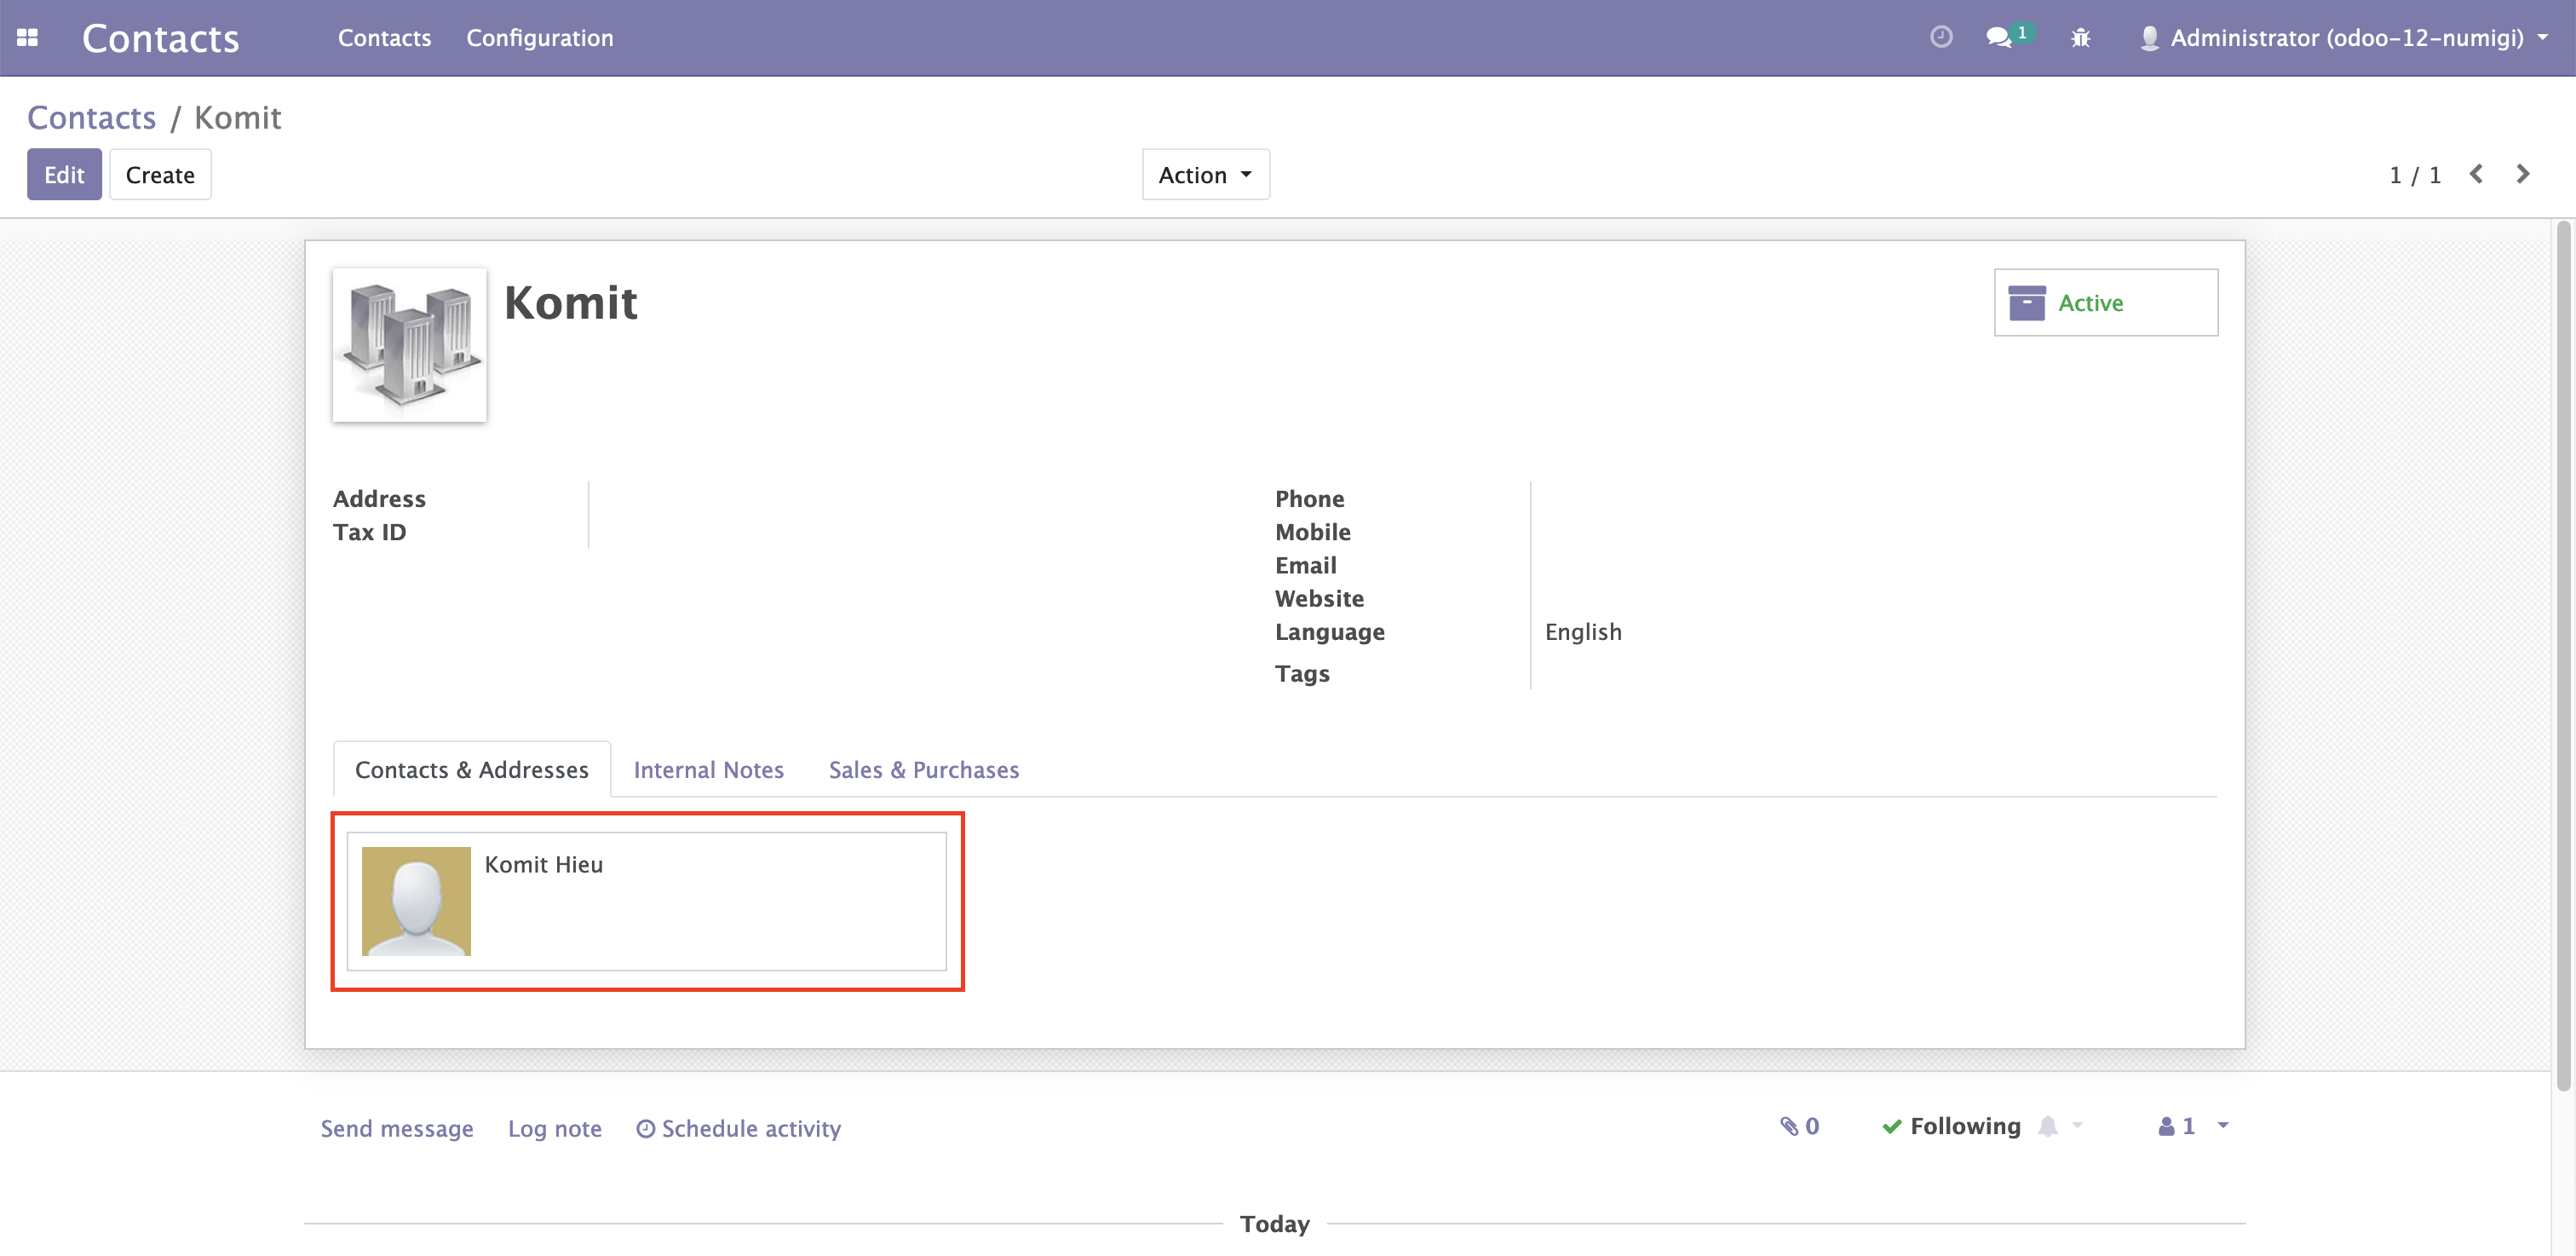 Contacts Contacts Configuration 1 Administrator (odoo-12-numigi)
Contacts / Komit
Edit Create Action 1 / 1
Komit
Active
Address
Tax ID
Phone
Mobile
Email
Website
Language English
Tags
Contacts & Addresses Internal Notes Sales & Purchases
Komit Hieu
Send message Log note Schedule activity 0 Following 1
Today